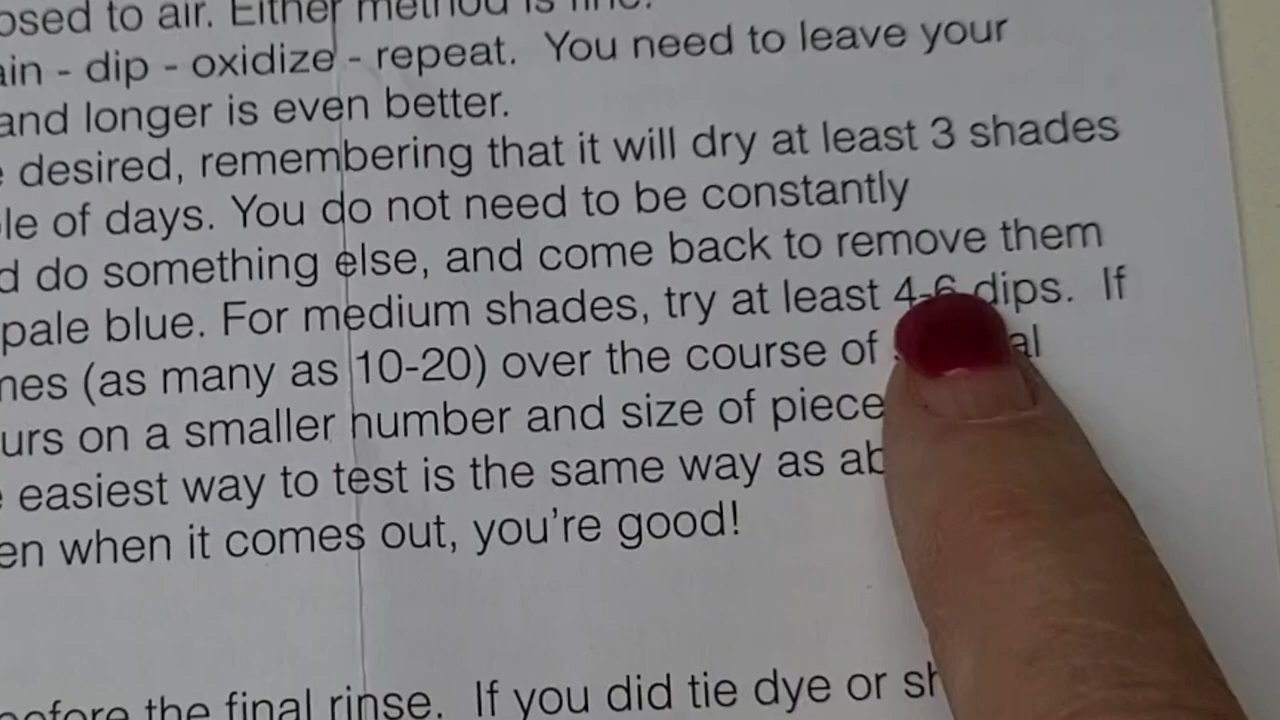 osed to air. Either method is fine.
ain - dip - oxidize - repeat. You need to leave your
and longer is even better.
desired, remembering that it will dry at least 3 shades
le of days. You do not need to be constantly
d do something else, and come back to remove them
pale blue. For medium shades, try at least 4-6 dips. If
nes (as many as 10-20) over the course of
urs on a smaller number and size of piece
easiest way to test is the same way as ab
en when it comes out, you're good!
before the final rinse. If you did tie dye or sh